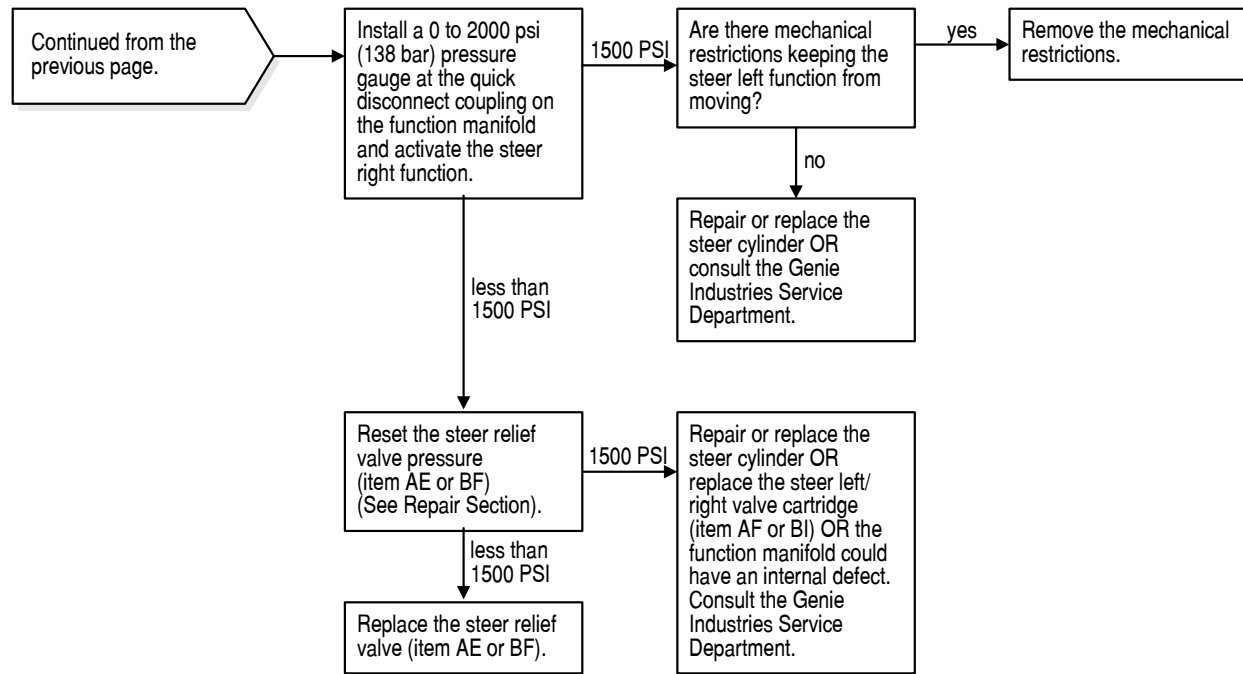 Continued from the
previous page.
Install a 0 to 2000 psi
(138 bar) pressure
gauge at the quick
disconnect coupling on
the function manifold
and activate the steer
right function.
1500 PSI
Are there mechanical
restrictions keeping the
steer left function from
moving?
yes
Remove the mechanical
restrictions.
no
Repair or replace the
steer cylinder OR
consult the Genie
Industries Service
Department.
less than
1500 PSI
Reset the steer relief
valve pressure
(item AE or BF)
(See Repair Section).
1500 PSI
Repair or replace the
steer cylinder OR
replace the steer left/
right valve cartridge
(item AF or BI) OR the
function manifold could
have an internal defect.
Consult the Genie
Industries Service
Department.
less than
1500 PSI
Replace the steer relief
valve (item AE or BF).